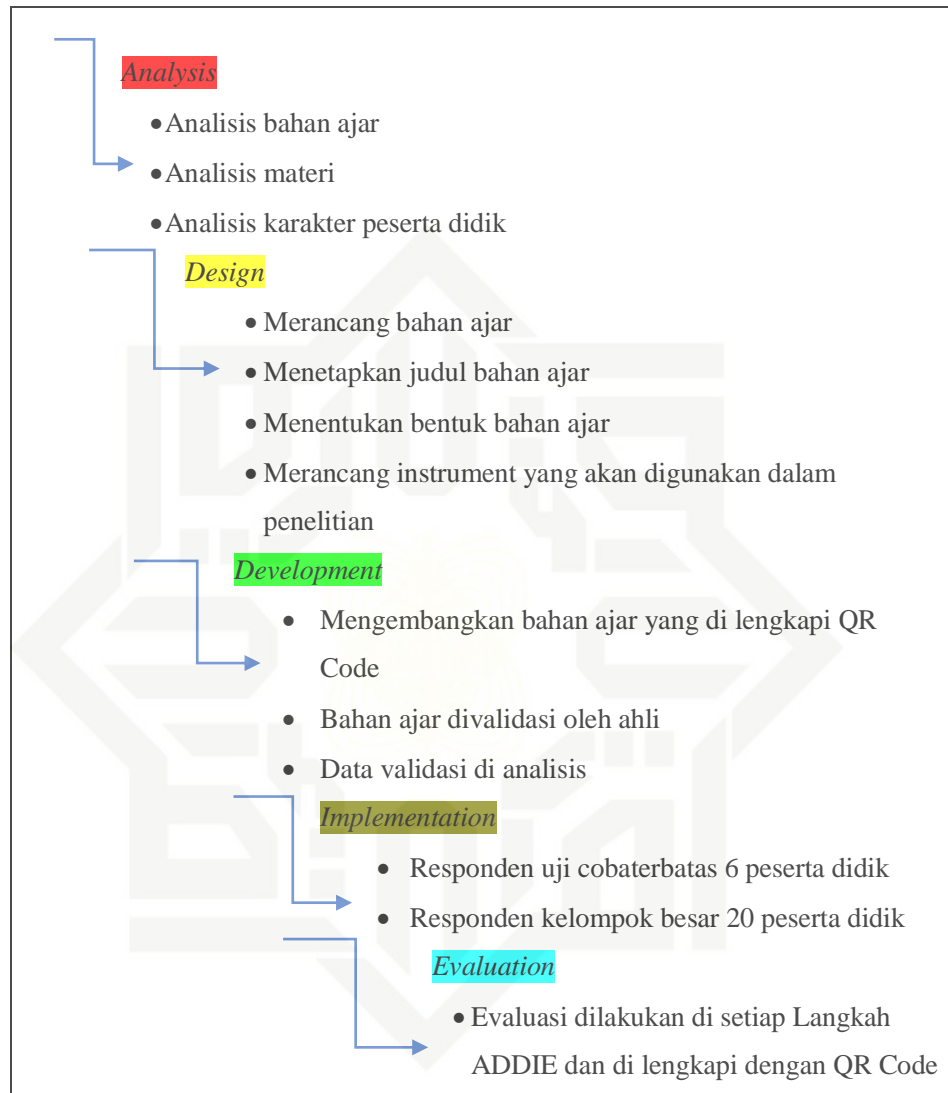 Analysis
•Analisis bahan ajar
•Analisis materi
•Analisis karakter peserta didik
Design
• Merancang bahan ajar
• Menetapkan judul bahan ajar
• Menentukan bentuk bahan ajar
• Merancang instrument yang akan digunakan dalam
penelitian
Development
• Mengembangkan bahan ajar yang di lengkapi QR
Code
• Bahan ajar divalidasi oleh ahli
• Data validasi di analisis
Implementation
• Responden uji cobaterbatas 6 peserta didik
• Responden kelompok besar 20 peserta didik
Evaluation
• Evaluasi dilakukan di setiap Langkah
ADDIE dan di lengkapi dengan QR Code